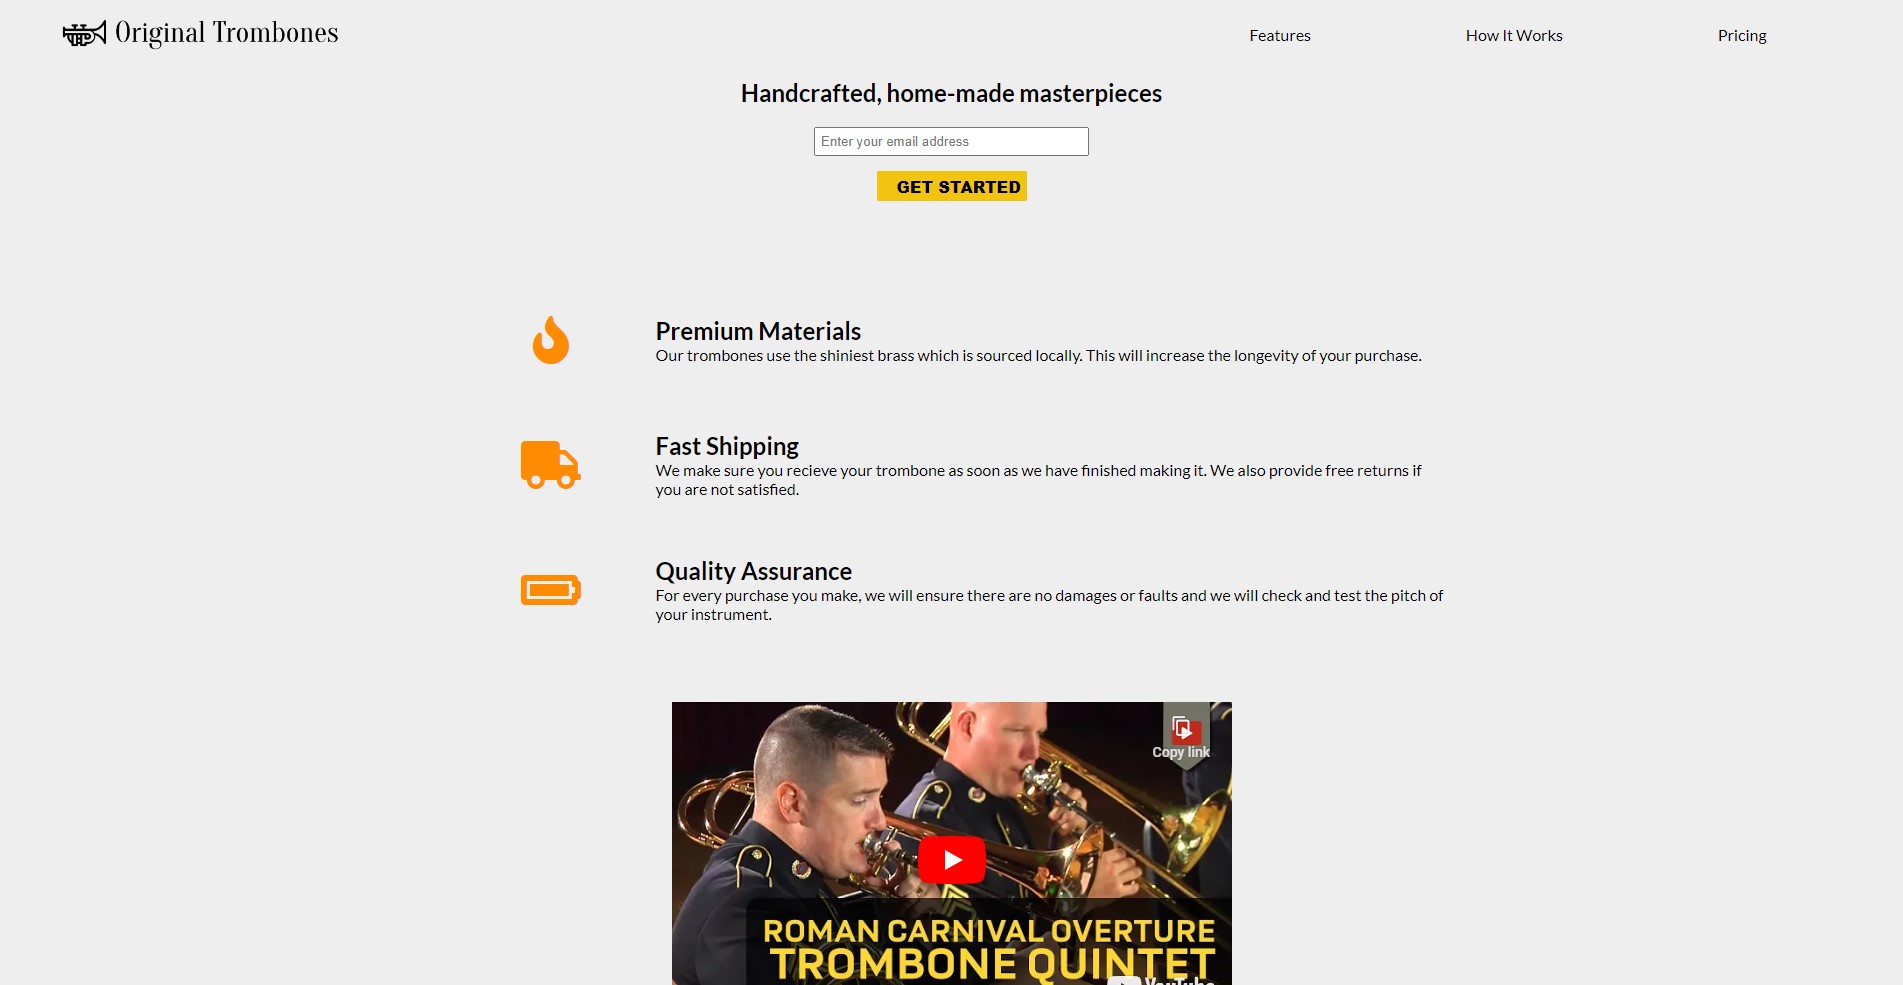 Original Trombones
Features
How It Works
Pricing
Handcrafted, home-made masterpieces
Enter your email address
GET STARTED
Premium Materials
Our trombones use the shiniest brass which is sourced locally. This will increase the longevity of your purchase.
Fast Shipping
We make sure you recieve your trombone as soon as we have finished making it. We also provide free returns if
you are not satisfied.
Quality Assurance
For every purchase you make, we will ensure there are no damages or faults and we will check and test the pitch of
your instrument.
Copy link
ROMAN CARNIVAL OVERTURE
TROMBONE QUINTET
YouTube